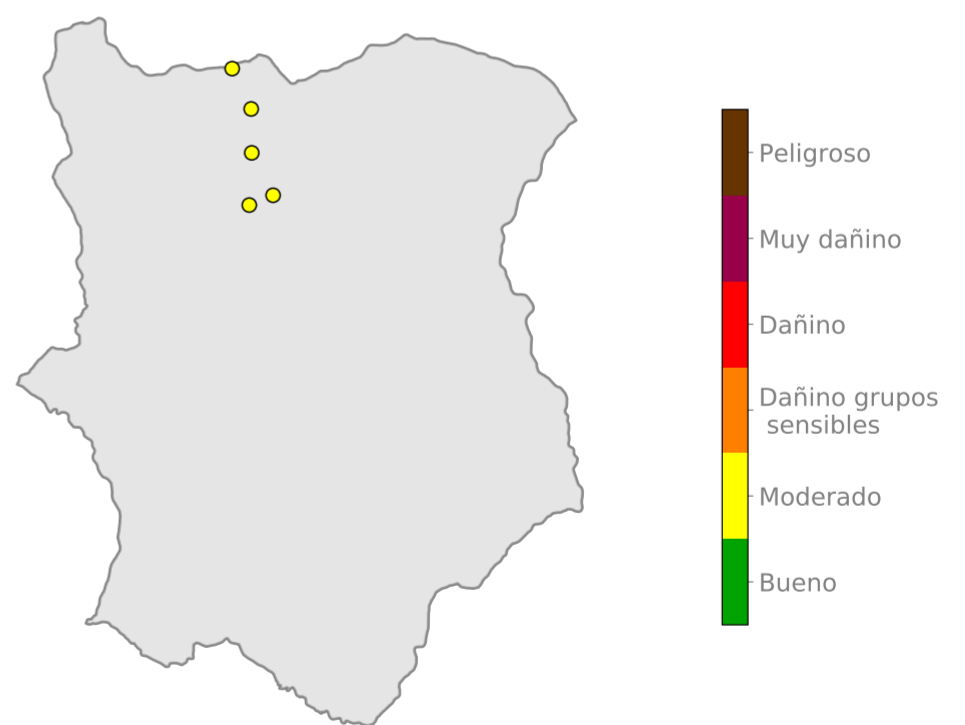 Peligroso
Muy dañino
Dañino
Dañino grupos
sensibles
Moderado
Bueno